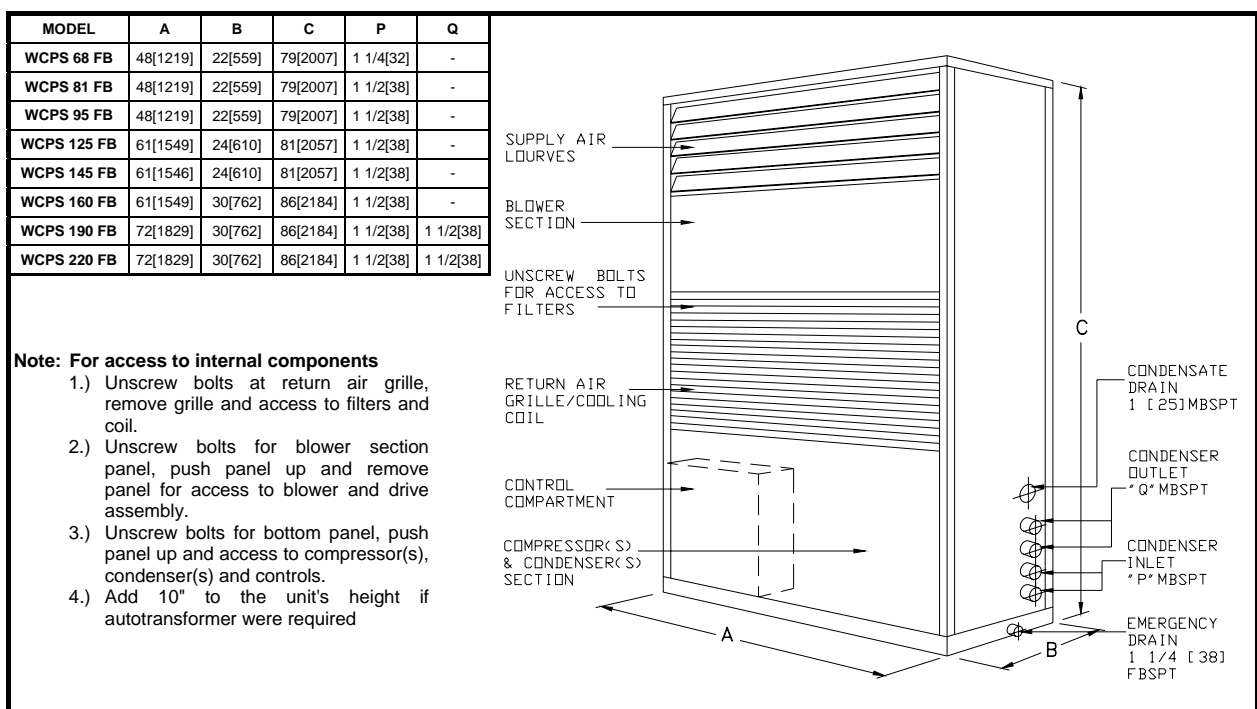 MODEL A B C P Q
WCPS 68 FB 48[1219] 22[559] 79[2007] 1 1/4[32] -
WCPS 81 FB 48[1219] 22[559] 79[2007] 1 1/2[38] -
WCPS 95 FB 48[1219] 22[559] 79[2007] 1 1/2[38] -
WCPS 125 FB 61[1549] 24[610] 81[2057] 1 1/2[38] -
WCPS 145 FB 61[1546] 24[610] 81[2057] 1 1/2[38] -
WCPS 160 FB 61[1549] 30[762] 86[2184] 1 1/2[38] -
WCPS 190 FB 72[1829] 30[762] 86[2184] 1 1/2[38] 1 1/2[38]
WCPS 220 FB 72[1829] 30[762] 86[2184] 1 1/2[38] 1 1/2[38]
Note: For access to internal components
1.) Unscrew bolts at return air grille,
remove grille and access to filters and
coil.
2.) Unscrew bolts for blower section
panel, push panel up and remove
panel for access to blower and drive
assembly.
3.) Unscrew bolts for bottom panel, push
panel up and access to compressor(s),
condenser(s) and controls.
4.) Add 10" to the unit's height if
autotransformer were required
SUPPLY AIR
LOURVES
BLOWER
SECTION
UNSCREW BOLTS
FOR ACCESS TO
FILTERS
RETURN AIR
GRILLE/COOLING
COIL
CONTROL
COMPARTMENT
COMPRESSOR(S)
& CONDENSER(S)
SECTION
A
B
C
CONDENSATE
DRAIN
1 [25]MBSPT
CONDENSER
OUTLET
"Q"MBSPT
CONDENSER
INLET
"P"MBSPT
EMERGENCY
DRAIN
1 1/4 [38]
FBSPT